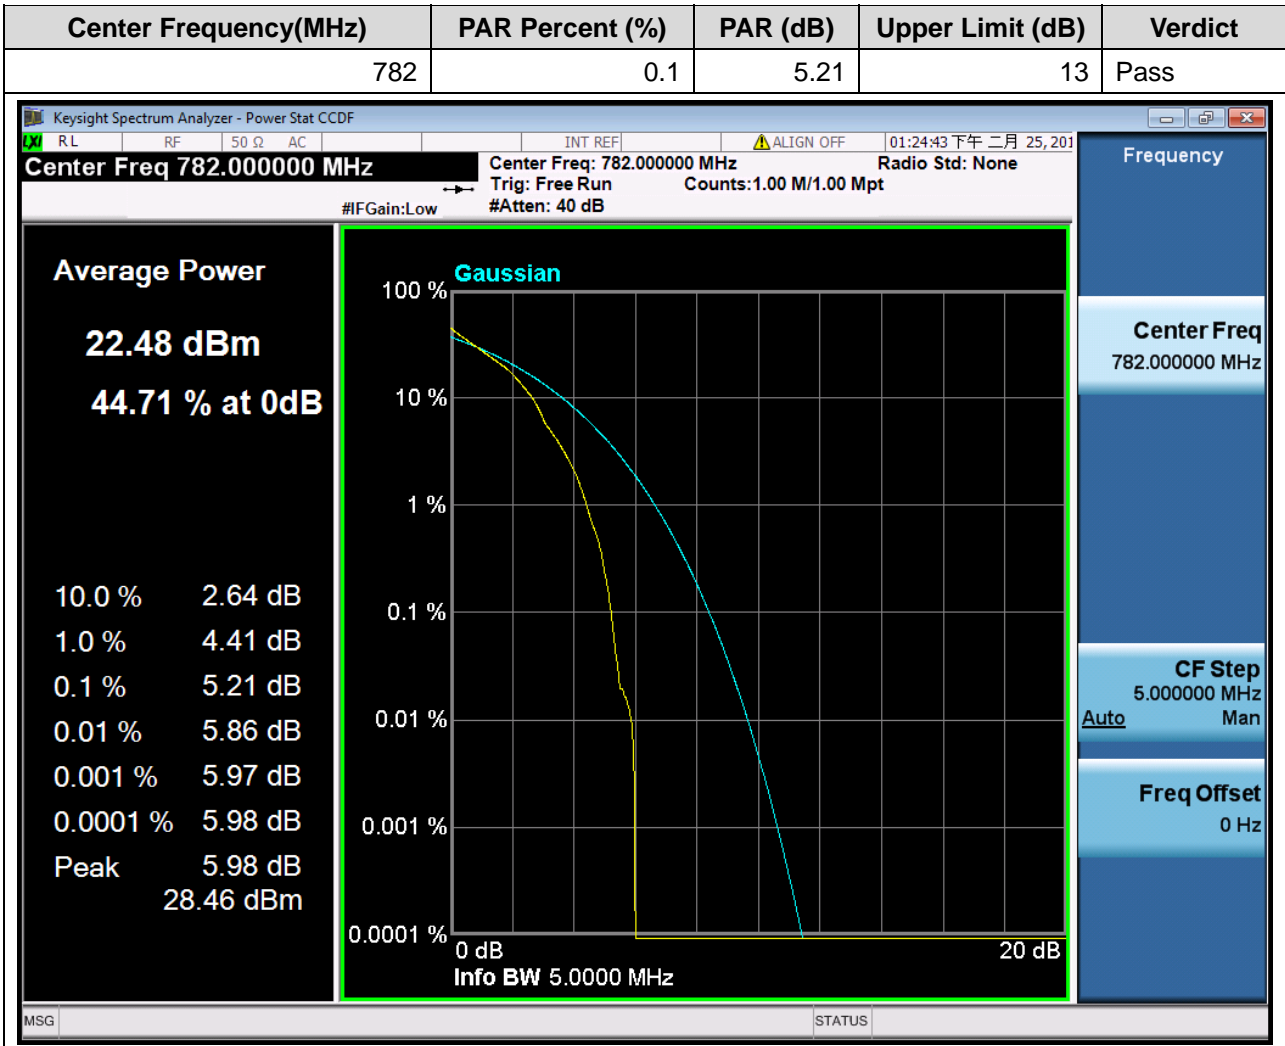 Center Frequency(MHz) PAR Percent (%) PAR (dB) Upper Limit (dB) Verdict
782 0.1 5.21 13 Pass
Keysight Spectrum Analyzer - Power Stat CCDF
LXI RL RF 50 Ω AC INT REF ALIGN OFF 01:24:43 下午 二月 25, 201
Center Freq 782.000000 MHz
Center Freq: 782.000000 MHz Radio Std: None
Trig: Free Run Counts:1.00 M/1.00 Mpt
#IFGain:Low #Atten: 40 dB
Average Power
22.48 dBm
44.71 % at 0dB
10.0 % 2.64 dB
1.0 % 4.41 dB
0.1 % 5.21 dB
0.01 % 5.86 dB
0.001 % 5.97 dB
0.0001 % 5.98 dB
Peak 5.98 dB
28.46 dBm
Gaussian
100 %
10 %
1 %
0.1 %
0.01 %
0.001 %
0.0001 %
0 dB 20 dB
Info BW 5.0000 MHz
Frequency
Center Freq
782.000000 MHz
CF Step
5.000000 MHz
Auto Man
Freq Offset
0 Hz
MSG STATUS